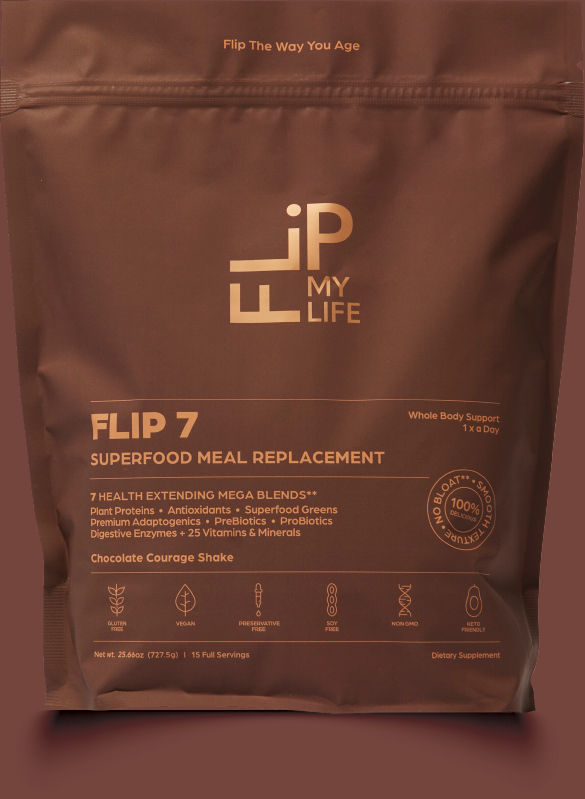 Flip The Way You Age
FLiP
MY
LIFE
FLIP 7
Whole Body Support
1 x a Day
SUPERFOOD MEAL REPLACEMENT
7 HEALTH EXTENDING MEGA BLENDS**
Plant Proteins • Antioxidants • Superfood Greens
Premium Adaptogenics • PreBiotics • ProBiotics
Digestive Enzymes + 25 Vitamins & Minerals
• NO BLOAT** • SMOOTH TEXTURE
100%
DELICIOUS
Chocolate Courage Shake
GLUTEN
FREE
VEGAN
PRESERVATIVE
FREE
SOY
FREE
NON GMO
KETO
FRIENDLY
Net wt. 25.66oz (727.5g) | 15 Full Servings
Dietary Supplement